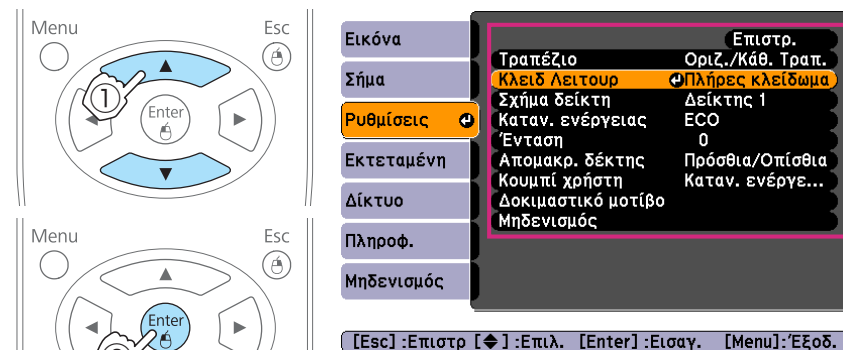 Menu
Esc
①
Enter
Menu
Esc
Enter
Εικόνα
Σήμα
Ρυθμίσεις
Εκτεταμένη
Δίκτυο
Πληροφ.
Μηδενισμός
Επιστρ.
Τραπέζιο Οριζ./Κάθ. Τραπ.
Κλειδ Λειτουρ Πλήρες κλείδωμα
Σχήμα δείκτη Δείκτης 1
Καταν. ενέργειας ECO
Ένταση 0
Απομακρ. δέκτης Πρόσθια/Οπίσθια
Κουμπί χρήστη Καταν. ενέργε...
Δοκιμαστικό μοτίβο
Μηδενισμός
[Esc] :Επιστρ [◆] :Επιλ. [Enter] :Εισαγ. [Menu]:Έξοδ.